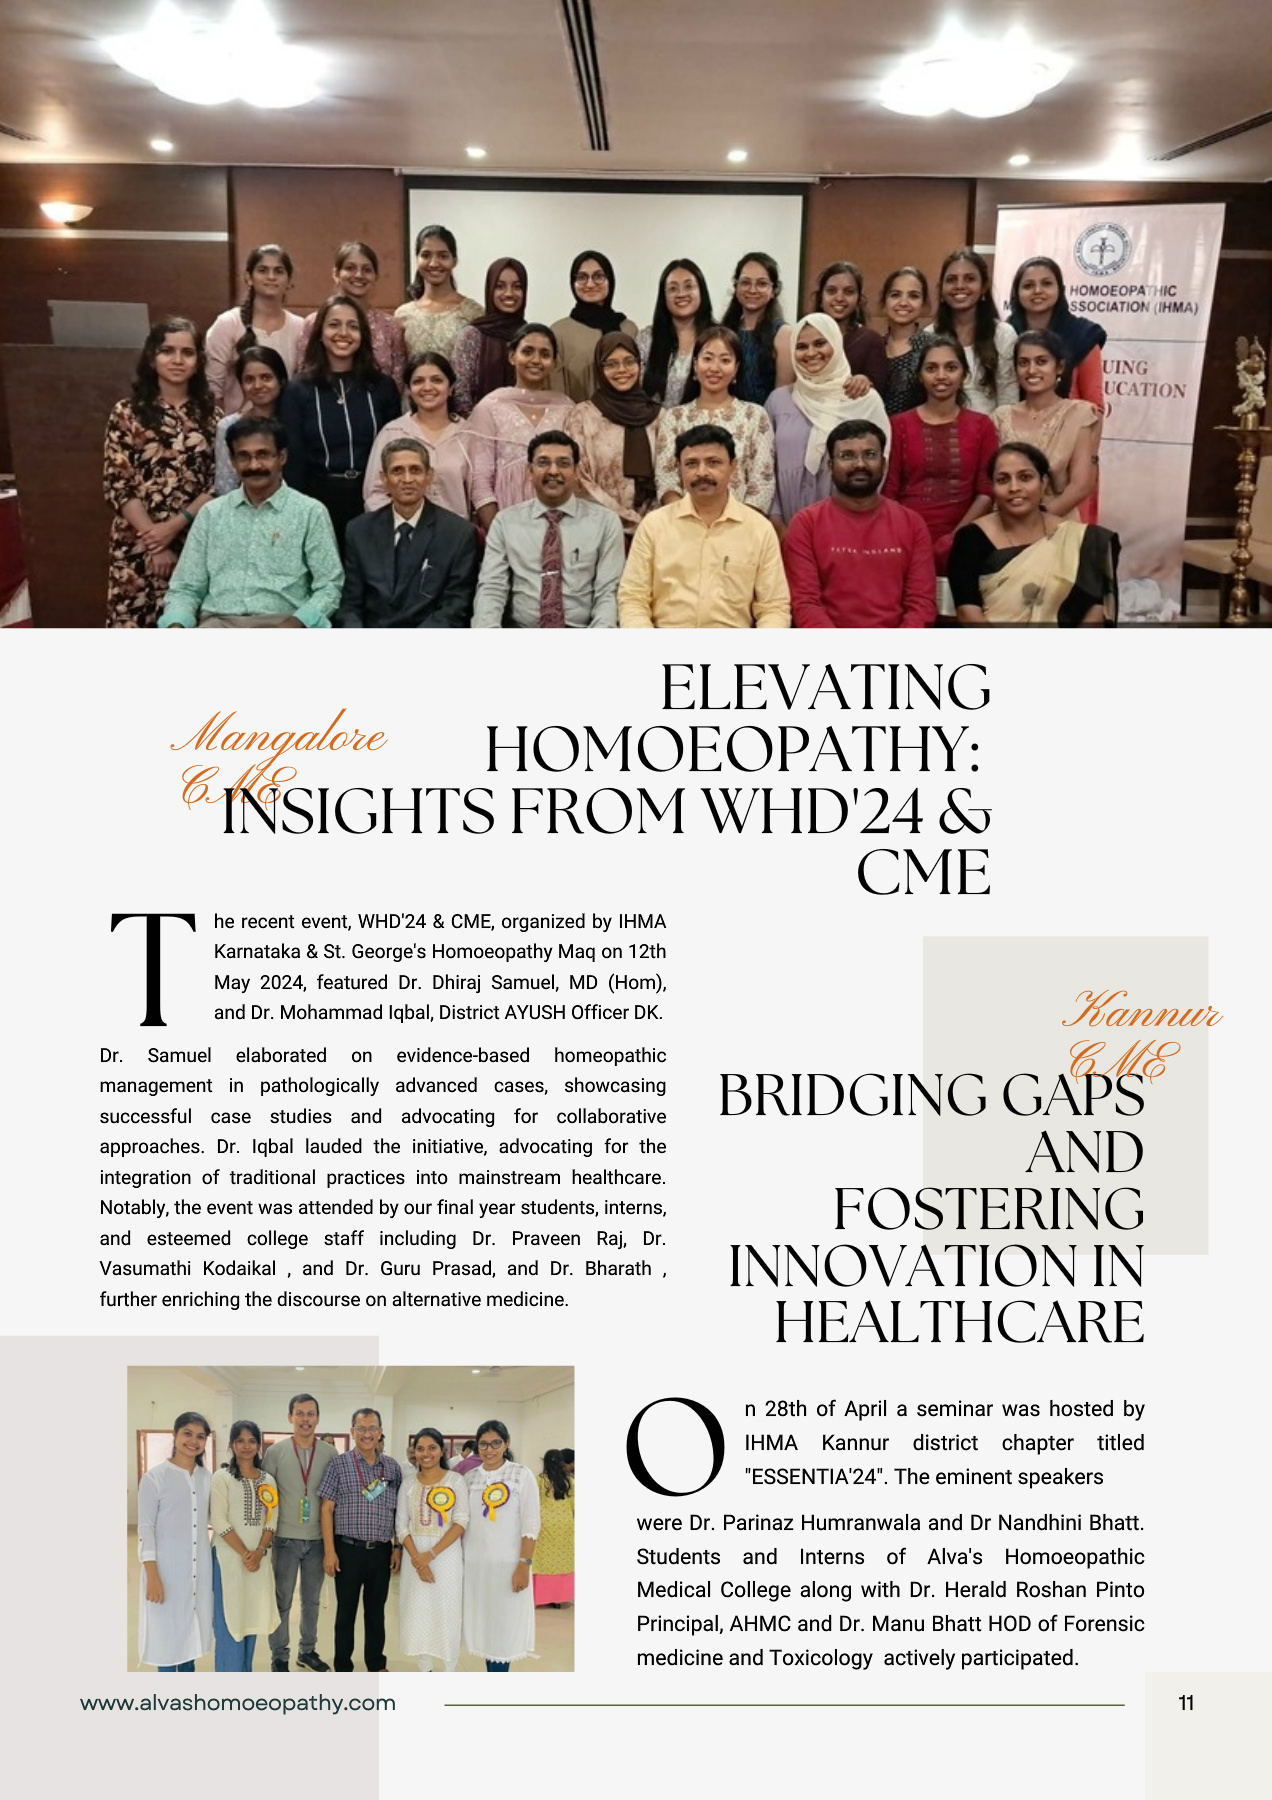 HOMOEOPATHIC
SSOCIATION (IHMA)
UING
UCATION
PETER ENGLAND
Mangalore
CME
ELEVATING
HOMOEOPATHY:
INSIGHTS FROM WHD'24 &
CME
The recent event, WHD'24 & CME, organized by IHMA
Karnataka & St. George's Homoeopathy Maq on 12th
May 2024, featured Dr. Dhiraj Samuel, MD (Hom),
and Dr. Mohammad Iqbal, District AYUSH Officer DK.
Dr. Samuel elaborated on evidence-based homeopathic
management in pathologically advanced cases, showcasing
successful case studies and advocating for collaborative
approaches. Dr. Iqbal lauded the initiative, advocating for the
integration of traditional practices into mainstream healthcare.
Notably, the event was attended by our final year students, interns,
and esteemed college staff including Dr. Praveen Raj, Dr.
Vasumathi Kodaikal , and Dr. Guru Prasad, and Dr. Bharath ,
further enriching the discourse on alternative medicine.
Kannur
CME
BRIDGING GAPS
AND
FOSTERING
INNOVATION IN
HEALTHCARE
On 28th of April a seminar was hosted by
IHMA Kannur district chapter titled
"ESSENTIA'24". The eminent speakers
were Dr. Parinaz Humranwala and Dr Nandhini Bhatt.
Students and Interns of Alva's Homoeopathic
Medical College along with Dr. Herald Roshan Pinto
Principal, AHMC and Dr. Manu Bhatt HOD of Forensic
medicine and Toxicology actively participated.
www.alvashomoeopathy.com
11